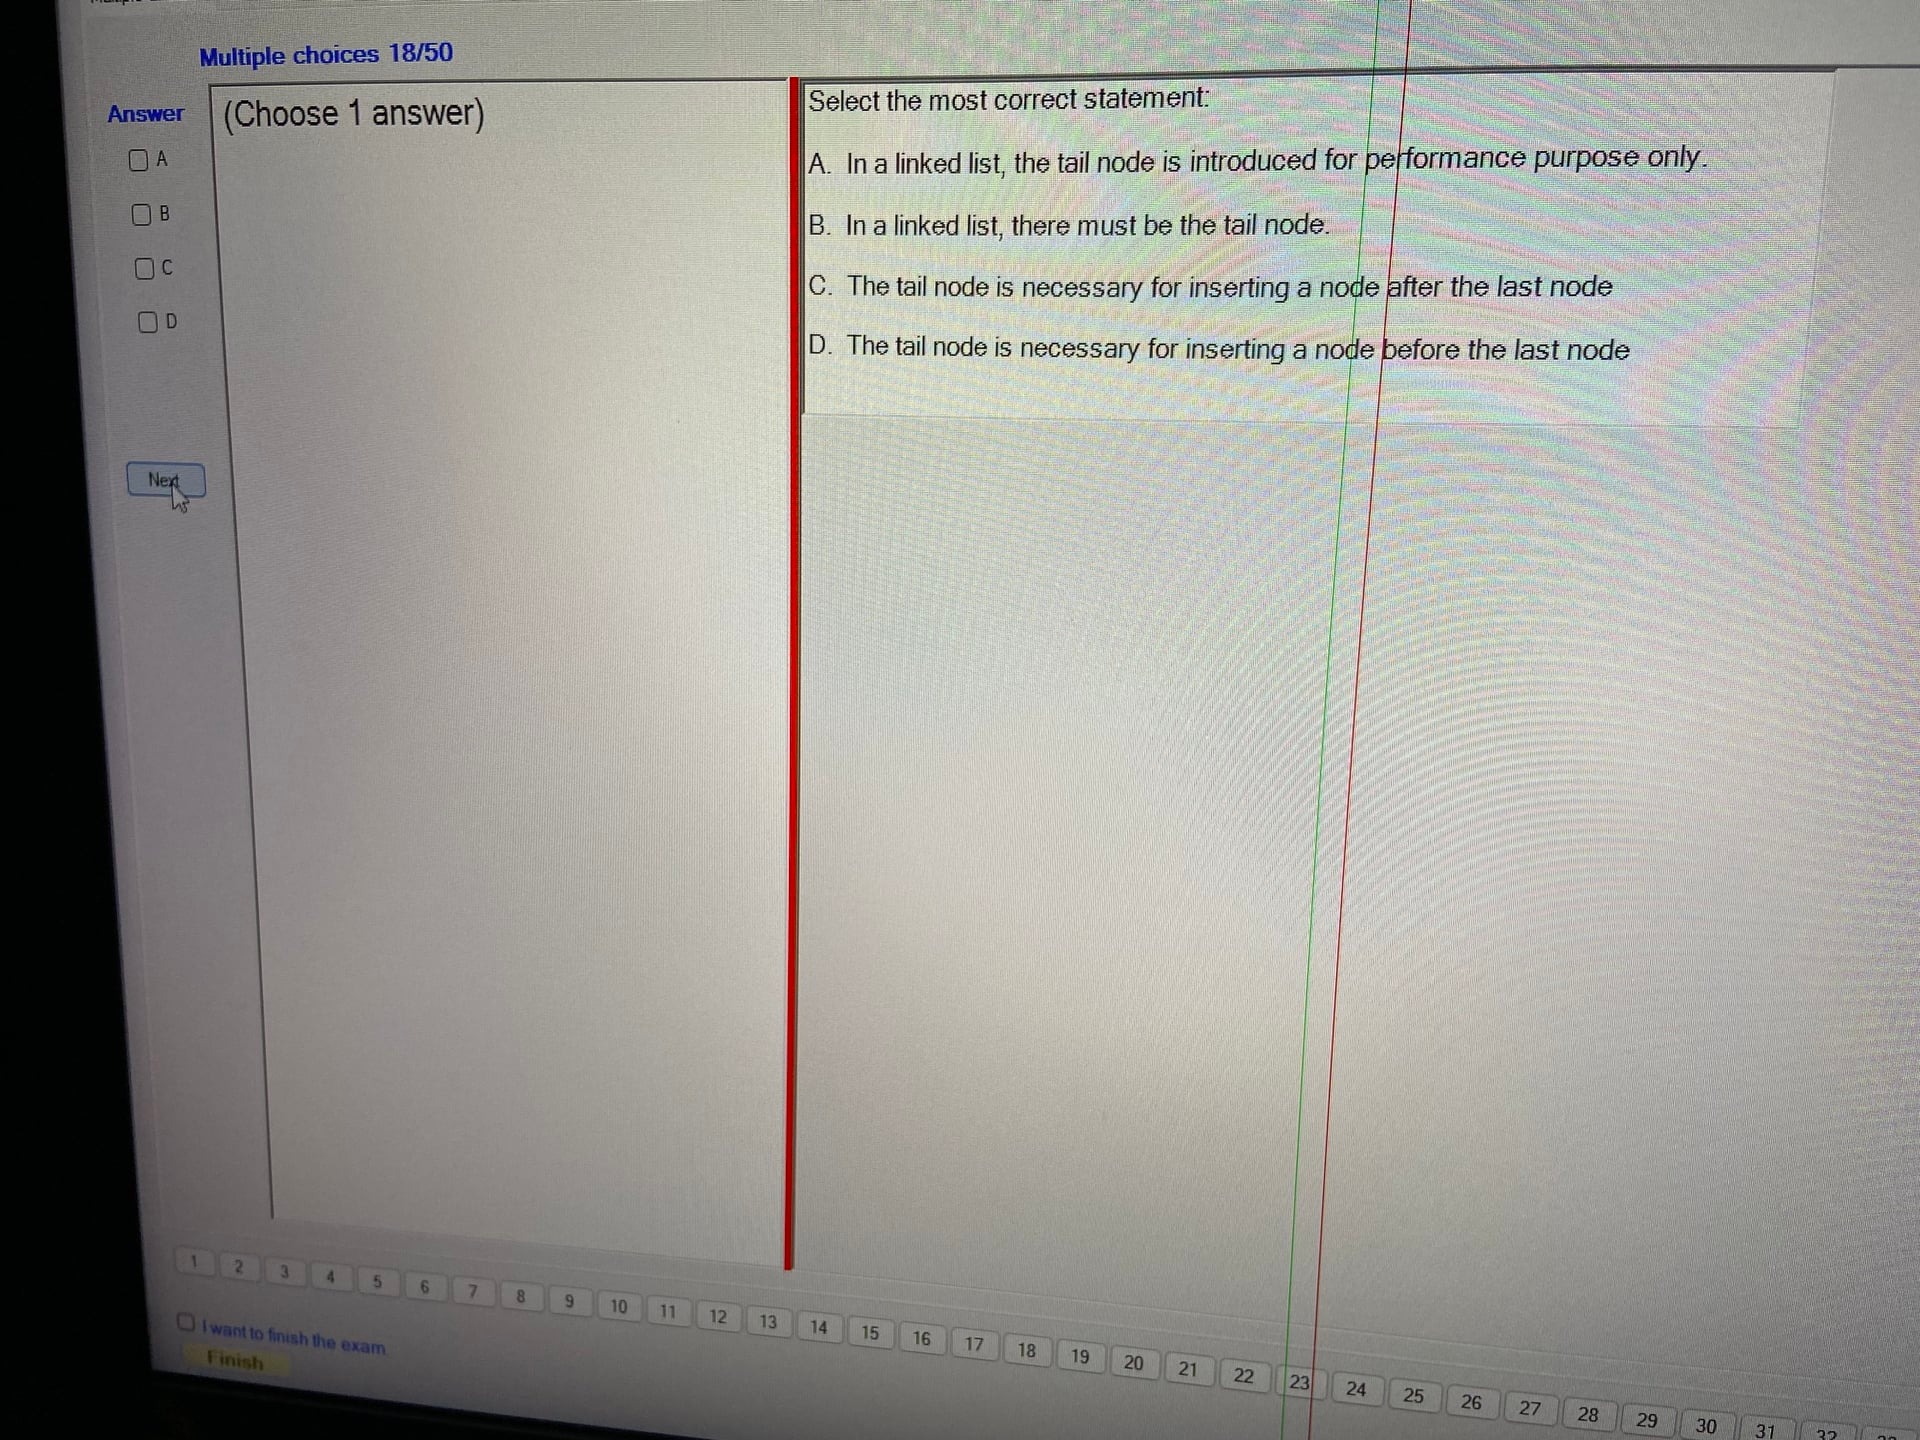 Multiple choices 18/50
Answer
(Choose 1 answer)
A
B
C
D
Next
Select the most correct statement:
A. In a linked list, the tail node is introduced for performance purpose only.
B. In a linked list, there must be the tail node.
C. The tail node is necessary for inserting a node after the last node
D. The tail node is necessary for inserting a node before the last node
1 2 3 4 5 6 7 8 9 10 11 12 13 14 15 16 17 18 19 20 21 22 23 24 25 26 27 28 29 30 31 32
I want to finish the exam
Finish